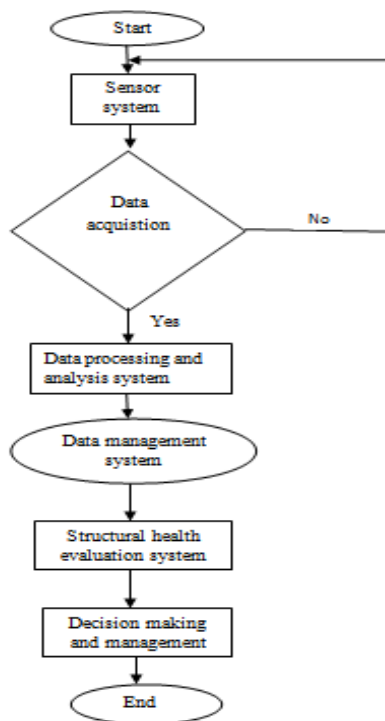 Start
Sensor
system
Data
acquistion
No
Yes
Data processing and
analysis system
Data management
system
Structural health
evaluation system
Decision making
and management
End